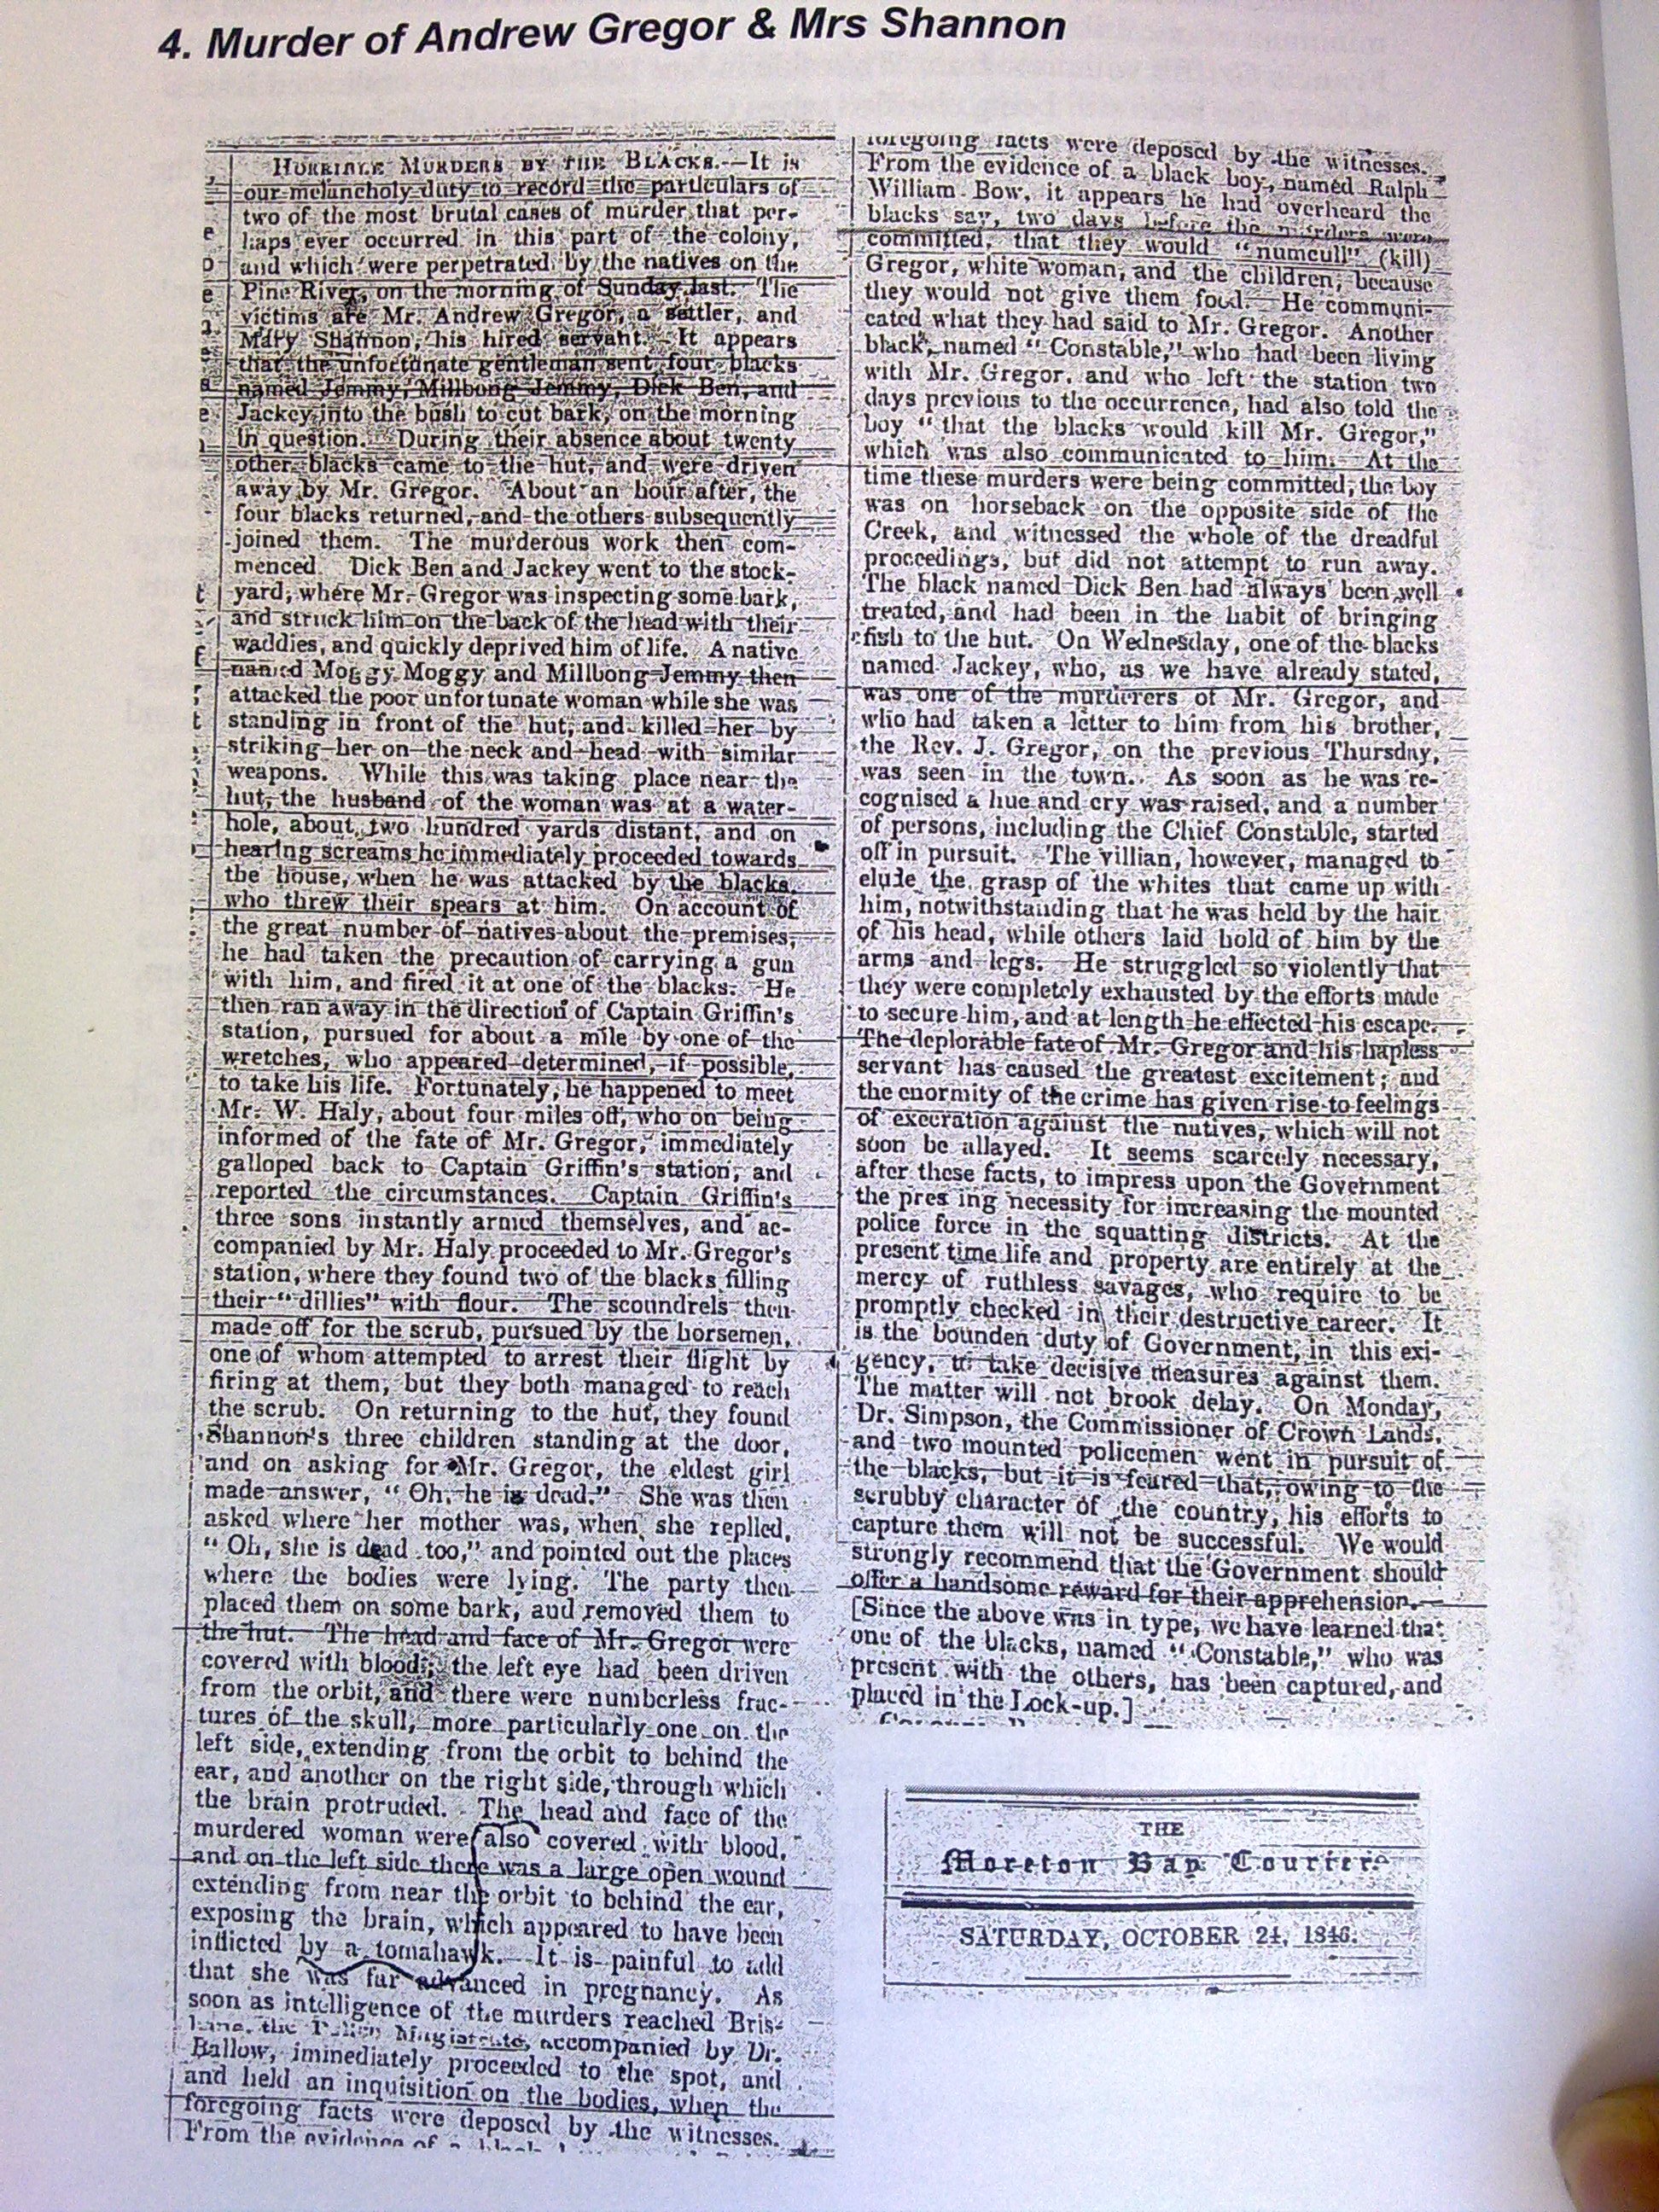 4. Murder of Andrew Gregor & Mrs Shannon
HORRIBLE MURDERS BY THE BLACKS.—It is
our melancholy duty to record the particulars of
two of the most brutal cases of murder that per-
haps ever occurred in this part of the colony,
and which were perpetrated by the natives on the
Pine River, on the morning of Sunday last. The
victims are Mr. Andrew Gregor, a settler, and
Mary Shannon, his hired servant. It appears
that the unfortunate gentleman sent four blacks
named Jemmy, Millbong Jemmy, Dick Ben, and
Jackey into the bush to cut bark, on the morning
in question. During their absence about twenty
other blacks came to the hut, and were driven
away by Mr. Gregor. About an hour after, the
four blacks returned, and the others subsequently
joined them. The murderous work then com-
menced. Dick Ben and Jackey went to the stock-
yard, where Mr. Gregor was inspecting some bark,
and struck him on the back of the head with their
waddies, and quickly deprived him of life. A native
named Moggy Moggy and Millbong Jemmy then
attacked the poor unfortunate woman while she was
standing in front of the hut, and killed her by
striking her on the neck and head with similar
weapons. While this was taking place near the
hut, the husband of the woman was at a water-
hole, about two hundred yards distant, and on
hearing screams he immediately proceeded towards
the house, when he was attacked by the blacks,
who threw their spears at him. On account of
the great number of natives about the premises,
he had taken the precaution of carrying a gun
with him, and fired it at one of the blacks. He
then ran away in the direction of Captain Griffin's
station, pursued for about a mile by one of the
wretches, who appeared determined, if possible,
to take his life. Fortunately, he happened to meet
Mr. W. Haly, about four miles off, who on being
informed of the fate of Mr. Gregor, immediately
galloped back to Captain Griffin's station, and
reported the circumstances. Captain Griffin's
three sons instantly armed themselves, and ac-
companied by Mr. Haly proceeded to Mr. Gregor's
station, where they found two of the blacks filling
their "dillies" with flour. The scoundrels then
made off for the scrub, pursued by the horsemen,
one of whom attempted to arrest their flight by
firing at them, but they both managed to reach
the scrub. On returning to the hut, they found
Shannon's three children standing at the door,
and on asking for Mr. Gregor, the eldest girl
made answer, "Oh, he is dead." She was then
asked where her mother was, when she replied,
"Oh, she is dead too," and pointed out the places
where the bodies were lying. The party then
placed them on some bark, and removed them to
the hut. The head and face of Mr. Gregor were
covered with blood; the left eye had been driven
from the orbit, and there were numberless frac-
tures of the skull, more particularly one on the
left side, extending from the orbit to behind the
ear, and another on the right side, through which
the brain protruded. The head and face of the
murdered woman were also covered with blood,
and on the left side there was a large open wound
extending from near the orbit to behind the ear,
exposing the brain, which appeared to have been
inflicted by a tomahawk. It is painful to add
that she was far advanced in pregnancy. As
soon as intelligence of the murders reached Bris-
bane, the Police Magistrate, accompanied by Dr.
Ballow, immediately proceeded to the spot, and
and held an inquisition on the bodies, when the
foregoing facts were deposed by the witnesses.
From the evidence of a black
foregoing facts were deposed by the witnesses.
From the evidence of a black boy, named Ralph
William Bow, it appears he had overheard the
blacks say, two days before the murders were
committed, that they would "numcull" (kill)
Gregor, white woman, and the children, because
they would not give them food. He communi-
cated what they had said to Mr. Gregor. Another
black, named "Constable," who had been living
with Mr. Gregor, and who left the station two
days previous to the occurrence, had also told the
boy "that the blacks would kill Mr. Gregor,"
which was also communicated to him. At the
time these murders were being committed, the boy
was on horseback on the opposite side of the
Creek, and witnessed the whole of the dreadful
proceedings, but did not attempt to run away.
The black named Dick Ben had always been well
treated, and had been in the habit of bringing
fish to the hut. On Wednesday, one of the blacks
named Jackey, who, as we have already stated,
was one of the murderers of Mr. Gregor, and
who had taken a letter to him from his brother,
the Rev. J. Gregor, on the previous Thursday,
was seen in the town. As soon as he was re-
cognised a hue and cry was raised, and a number
of persons, including the Chief Constable, started
off in pursuit. The villian, however, managed to
elude the grasp of the whites that came up with
him, notwithstanding that he was held by the hair
of his head, while others laid hold of him by the
arms and legs. He struggled so violently that
they were completely exhausted by the efforts made
to secure him, and at length he effected his escape.
The deplorable fate of Mr. Gregor and his hapless
servant has caused the greatest excitement; and
the enormity of the crime has given rise to feelings
of execration against the natives, which will not
soon be allayed. It seems scarcely necessary,
after these facts, to impress upon the Government
the pres ing necessity for increasing the mounted
police force in the squatting districts. At the
present time life and property are entirely at the
mercy of ruthless savages, who require to be
promptly checked in their destructive career. It
is the bounden duty of Government, in this exi-
gency, to take decisive measures against them.
The matter will not brook delay. On Monday,
Dr. Simpson, the Commissioner of Crown Lands,
and two mounted policemen went in pursuit of
the blacks, but it is feared that, owing to the
scrubby character of the country, his efforts to
capture them will not be successful. We would
strongly recommend that the Government should
offer a handsome reward for their apprehension.—
[Since the above was in type, we have learned that
one of the blacks, named "Constable," who was
present with the others, has been captured, and
placed in the Lock-up.]
THE
Moreton Bay Courier
SATURDAY, OCTOBER 24, 1846.